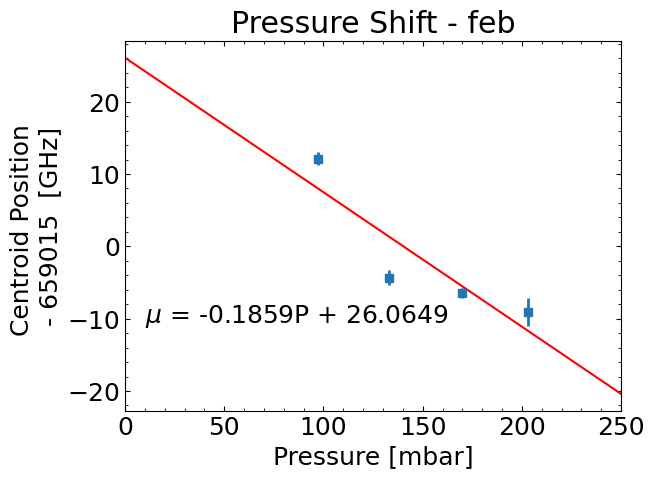 Pressure Shift - feb
Centroid Position
- 659015 [GHz]
20
10
0
−10
−20
μ = -0.1859P + 26.0649
0
50
100
150
200
250
Pressure [mbar]